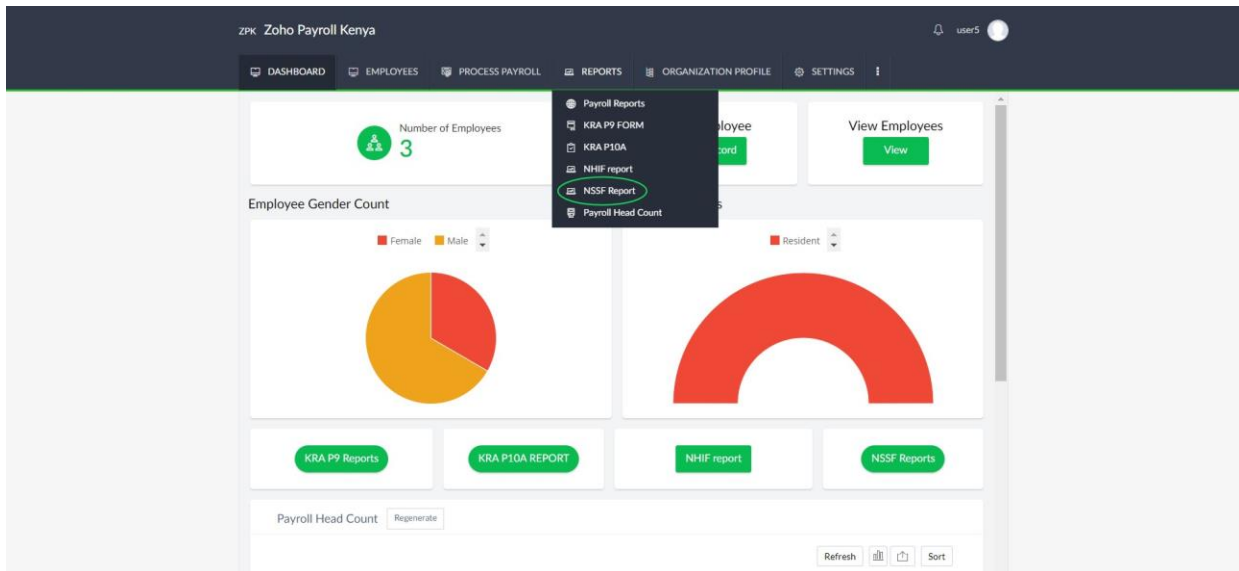 ZPK Zoho Payroll Kenya
user5
DASHBOARD EMPLOYEES PROCESS PAYROLL REPORTS ORGANIZATION PROFILE SETTINGS
Payroll Reports
KRA P9 FORM
KRA P10A
NHIF report
NSSF Report
Payroll Head Count
Number of Employees
3
View Employees
View
Employee Gender Count
Female Male
Resident
KRA P9 Reports
KRA P10A REPORT
NHIF report
NSSF Reports
Payroll Head Count Regenerate
Refresh Sort